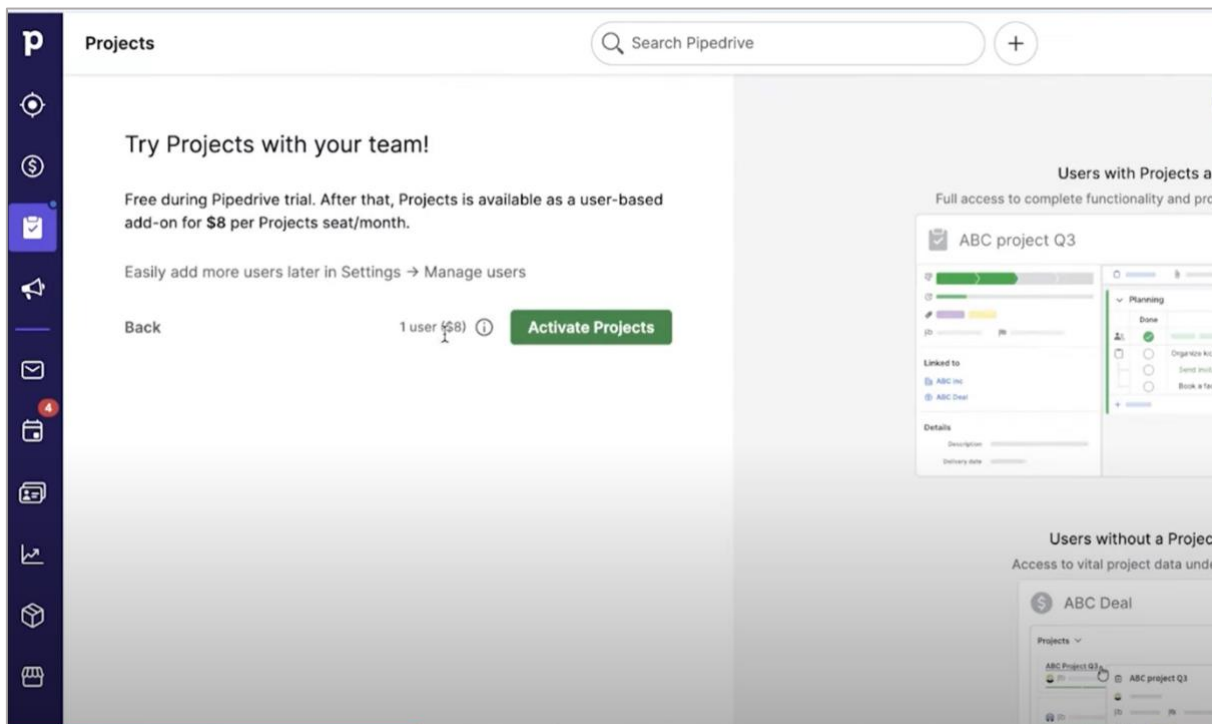 p
Projects
Search Pipedrive
+
Try Projects with your team!
Free during Pipedrive trial. After that, Projects is available as a user-based
add-on for $8 per Projects seat/month.
Easily add more users later in Settings → Manage users
Back
1 user ($8)
Activate Projects
4
Users with Projects a
Full access to complete functionality and pro
ABC project Q3
Planning
Done
Linked to
ABC Inc
ABC Deal
Organize
Book a
Details
Description
Delivery date
Users without a Projec
Access to vital project data unde
ABC Deal
Projects
ABC Project Q3
ABC project Q3